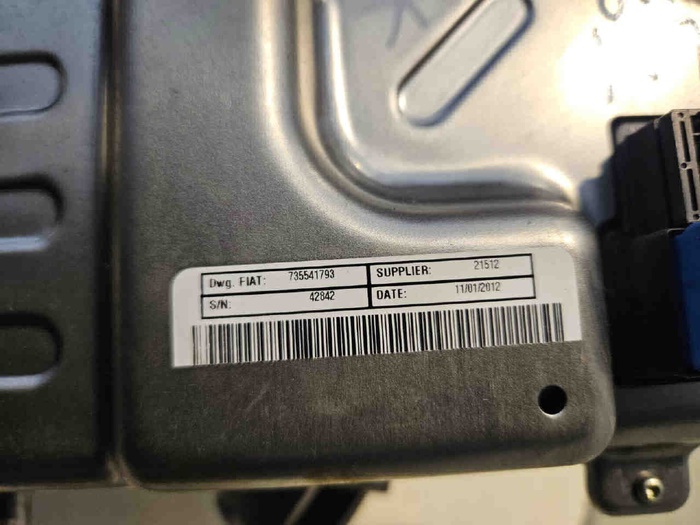 Dwg. FIAT: 735541793 SUPPLIER: 21512
S/N: 42842 DATE: 11/01/2012